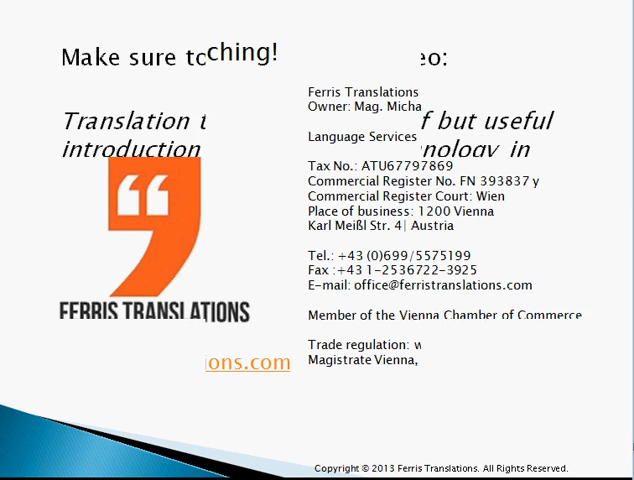 Make sure to
ching!
eo:
Ferris Translations
Owner: Mag. Micha
Translation t
f but useful
Language Services
introduction
in
Tax No.: ATU67797869
Commercial Register No. FN 393837 y
Commercial Register Court: Wien
Place of business: 1200 Vienna
Karl Meißl Str. 4| Austria
Tel.: +43 (0)699/5575199
Fax :+43 1-2536722-3925
E-mail: office@ferristranslations.com
FERRIS TRANSLATIONS
Member of the Vienna Chamber of Commerce
Trade regulation: w
Magistrate Vienna,
ions.com
Copyright © 2013 Ferris Translations. All Rights Reserved.